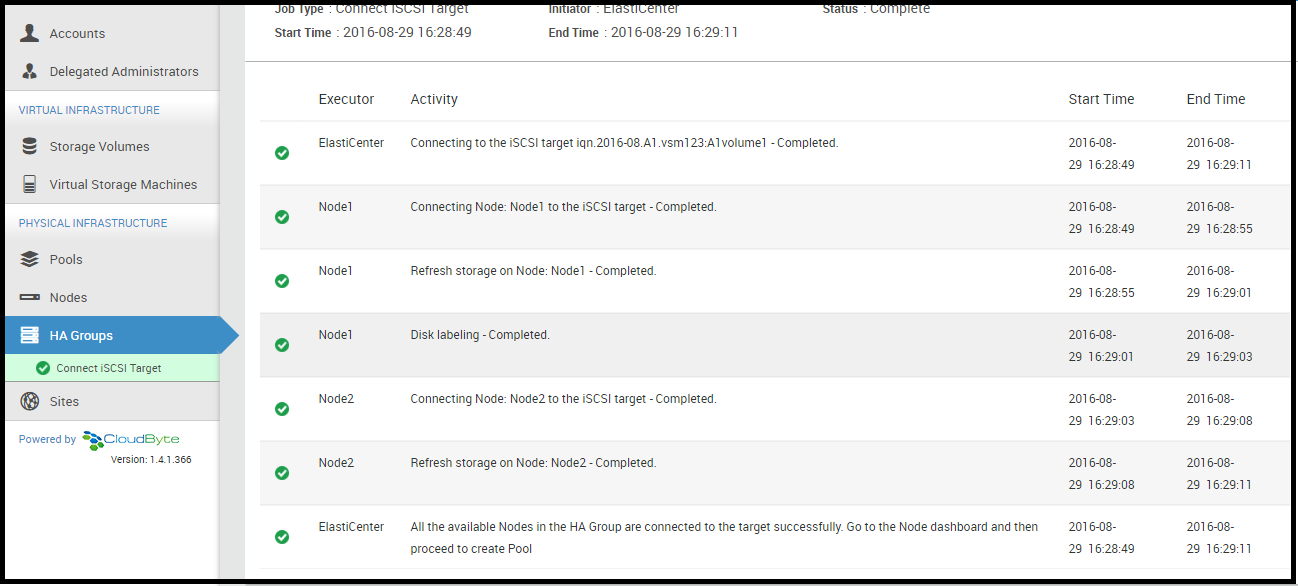 Accounts
Delegated Administrators
VIRTUAL INFRASTRUCTURE
Storage Volumes
Virtual Storage Machines
PHYSICAL INFRASTRUCTURE
Pools
Nodes
HA Groups
Connect iSCSI Target
Sites
Powered by CloudByte
Version: 1.4.1.366
Job Type : Connect iSCSI Target Initiator : ElastiCenter Status : Complete
Start Time : 2016-08-29 16:28:49 End Time : 2016-08-29 16:29:11
Executor Activity Start Time End Time
ElastiCenter Connecting to the iSCSI target iqn.2016-08.A1.vsm123:A1volume1 - Completed. 2016-08- 2016-08-
29 16:28:49 29 16:29:11
Node1 Connecting Node: Node1 to the iSCSI target - Completed. 2016-08- 2016-08-
29 16:28:49 29 16:28:55
Node1 Refresh storage on Node: Node1 - Completed. 2016-08- 2016-08-
29 16:28:55 29 16:29:01
Node1 Disk labeling - Completed. 2016-08- 2016-08-
29 16:29:01 29 16:29:03
Node2 Connecting Node: Node2 to the iSCSI target - Completed. 2016-08- 2016-08-
29 16:29:03 29 16:29:08
Node2 Refresh storage on Node: Node2 - Completed. 2016-08- 2016-08-
29 16:29:08 29 16:29:11
ElastiCenter All the available Nodes in the HA Group are connected to the target successfully. Go to the Node dashboard and then 2016-08- 2016-08-
proceed to create Pool 29 16:28:49 29 16:29:11